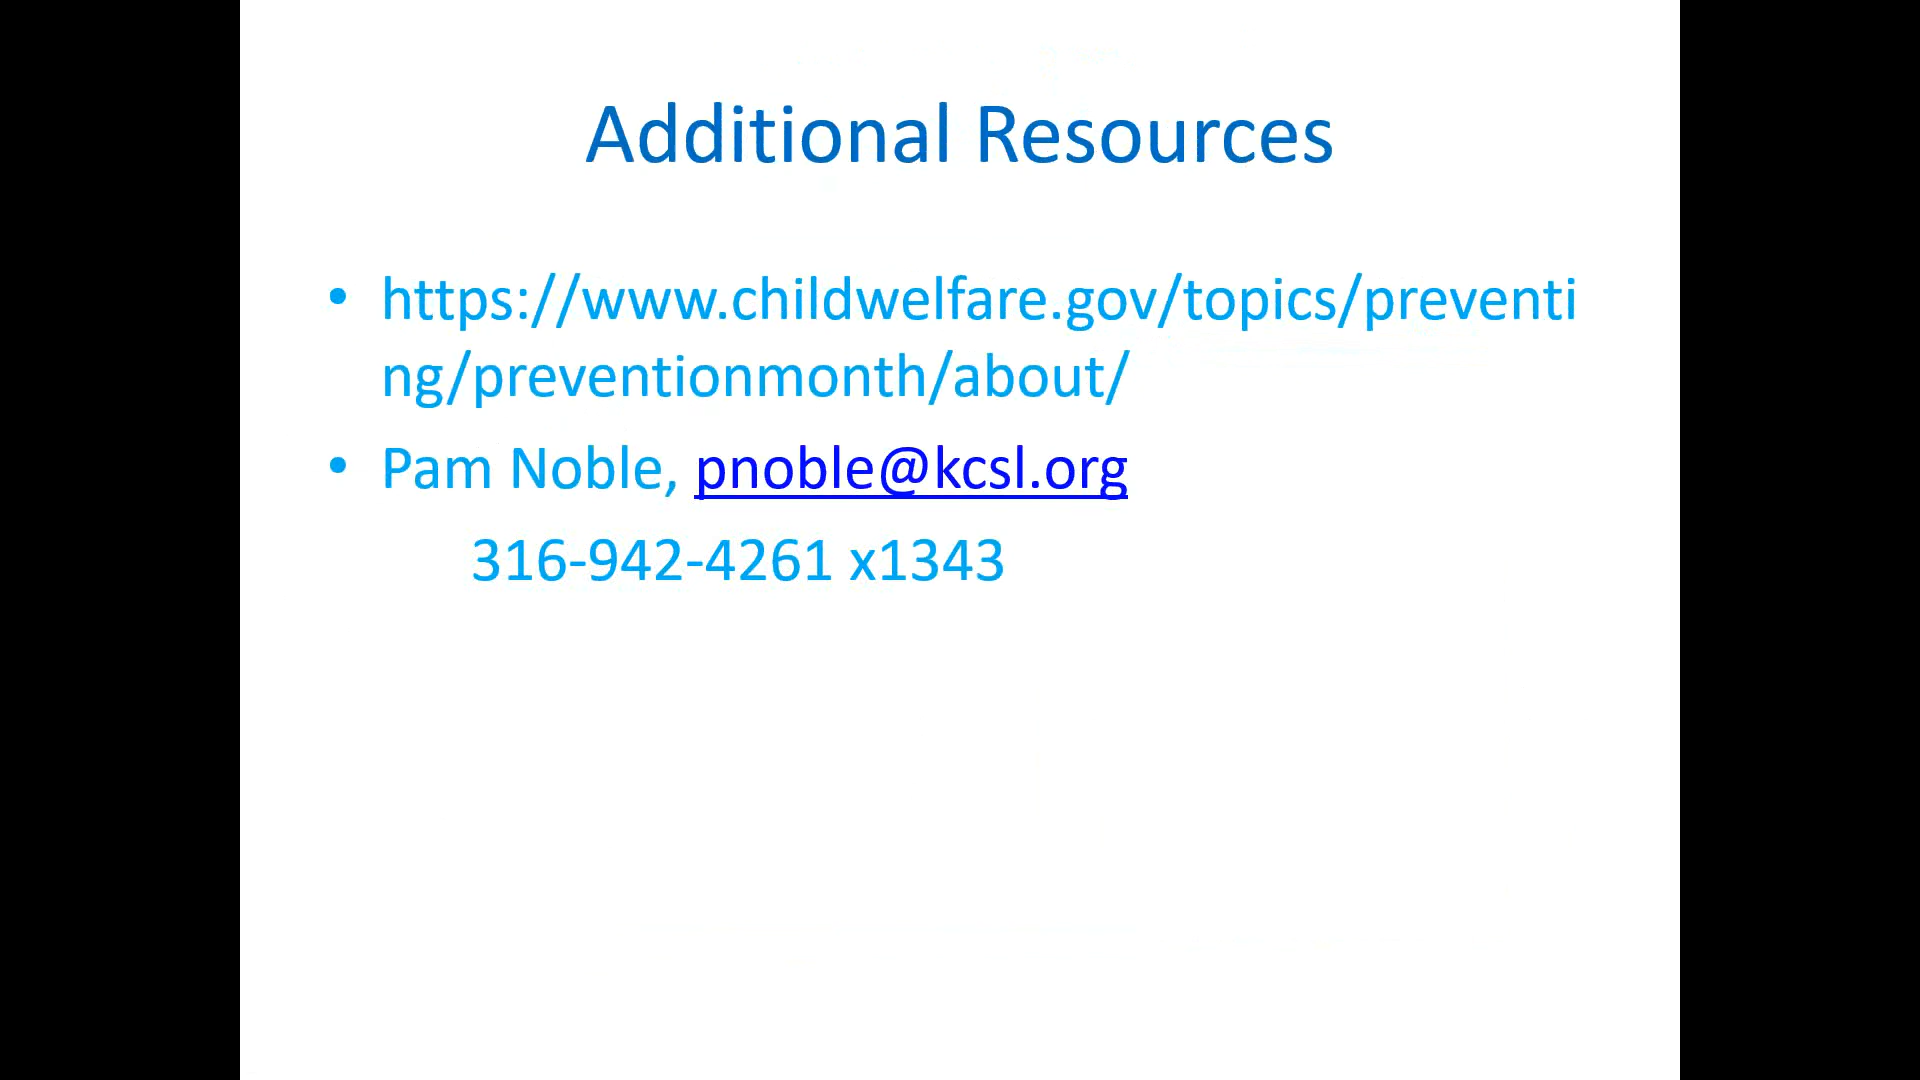 Additional Resources
• https://www.childwelfare.gov/topics/preventi
ng/preventionmonth/about/
• Pam Noble, pnoble@kcsl.org
316-942-4261 x1343